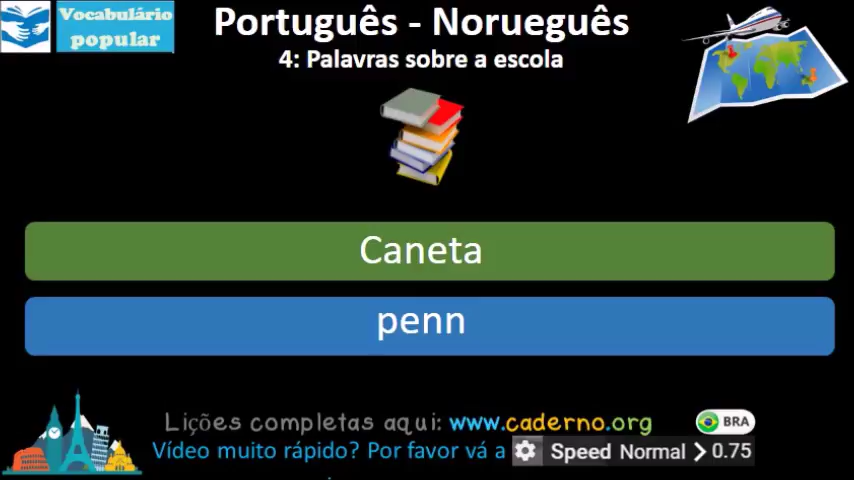 Vocabulário
popular
Português - Norueguês
4: Palavras sobre a escola
Caneta
penn
Lições completas aqui: www.caderno.org
BRA
Vídeo muito rápido? Por favor vá a Speed Normal > 0.75